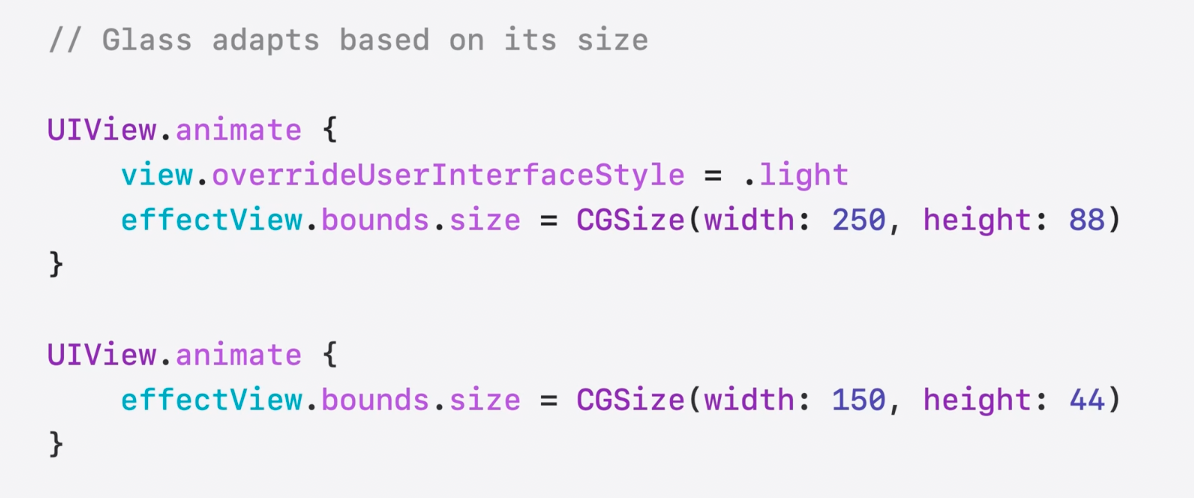 // Glass adapts based on its size
UIView.animate {
    view.overrideUserInterfaceStyle = .light
    effectView.bounds.size = CGSize(width: 250, height: 88)
}
UIView.animate {
    effectView.bounds.size = CGSize(width: 150, height: 44)
}